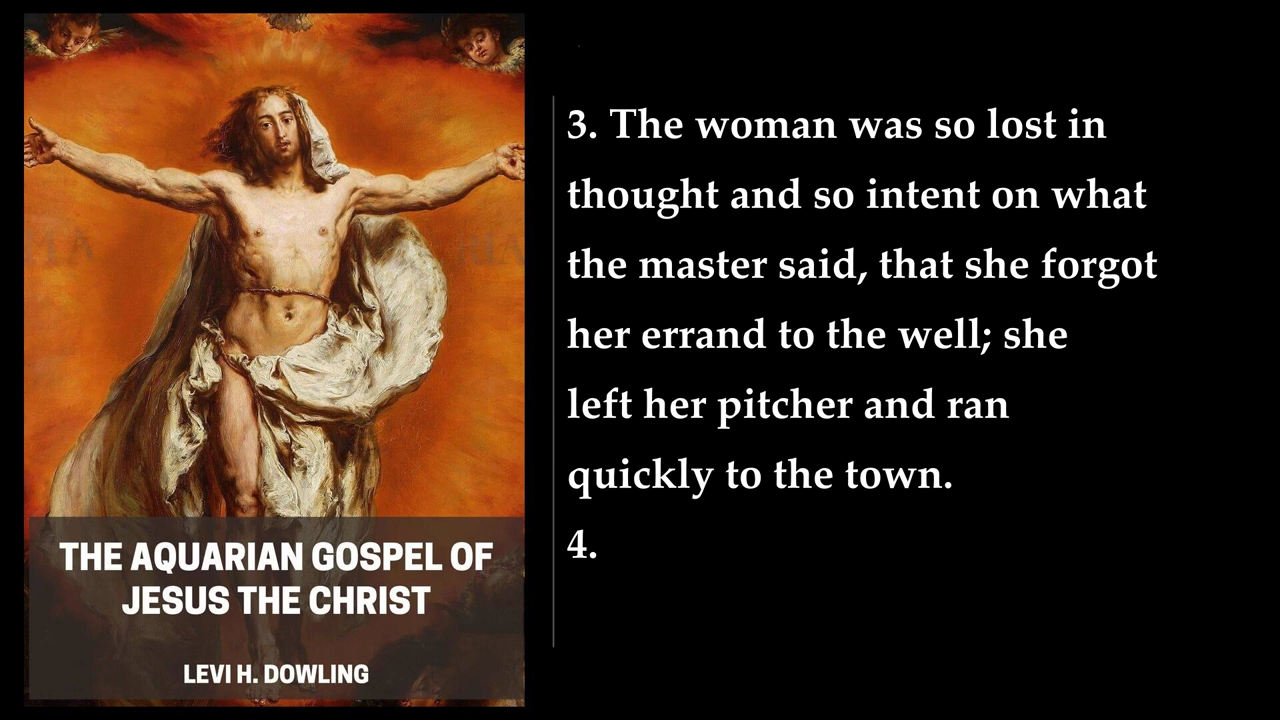 THE AQUARIAN GOSPEL OF
JESUS THE CHRIST
LEVI H. DOWLING
3. The woman was so lost in
thought and so intent on what
the master said, that she forgot
her errand to the well; she
left her pitcher and ran
quickly to the town.
4.